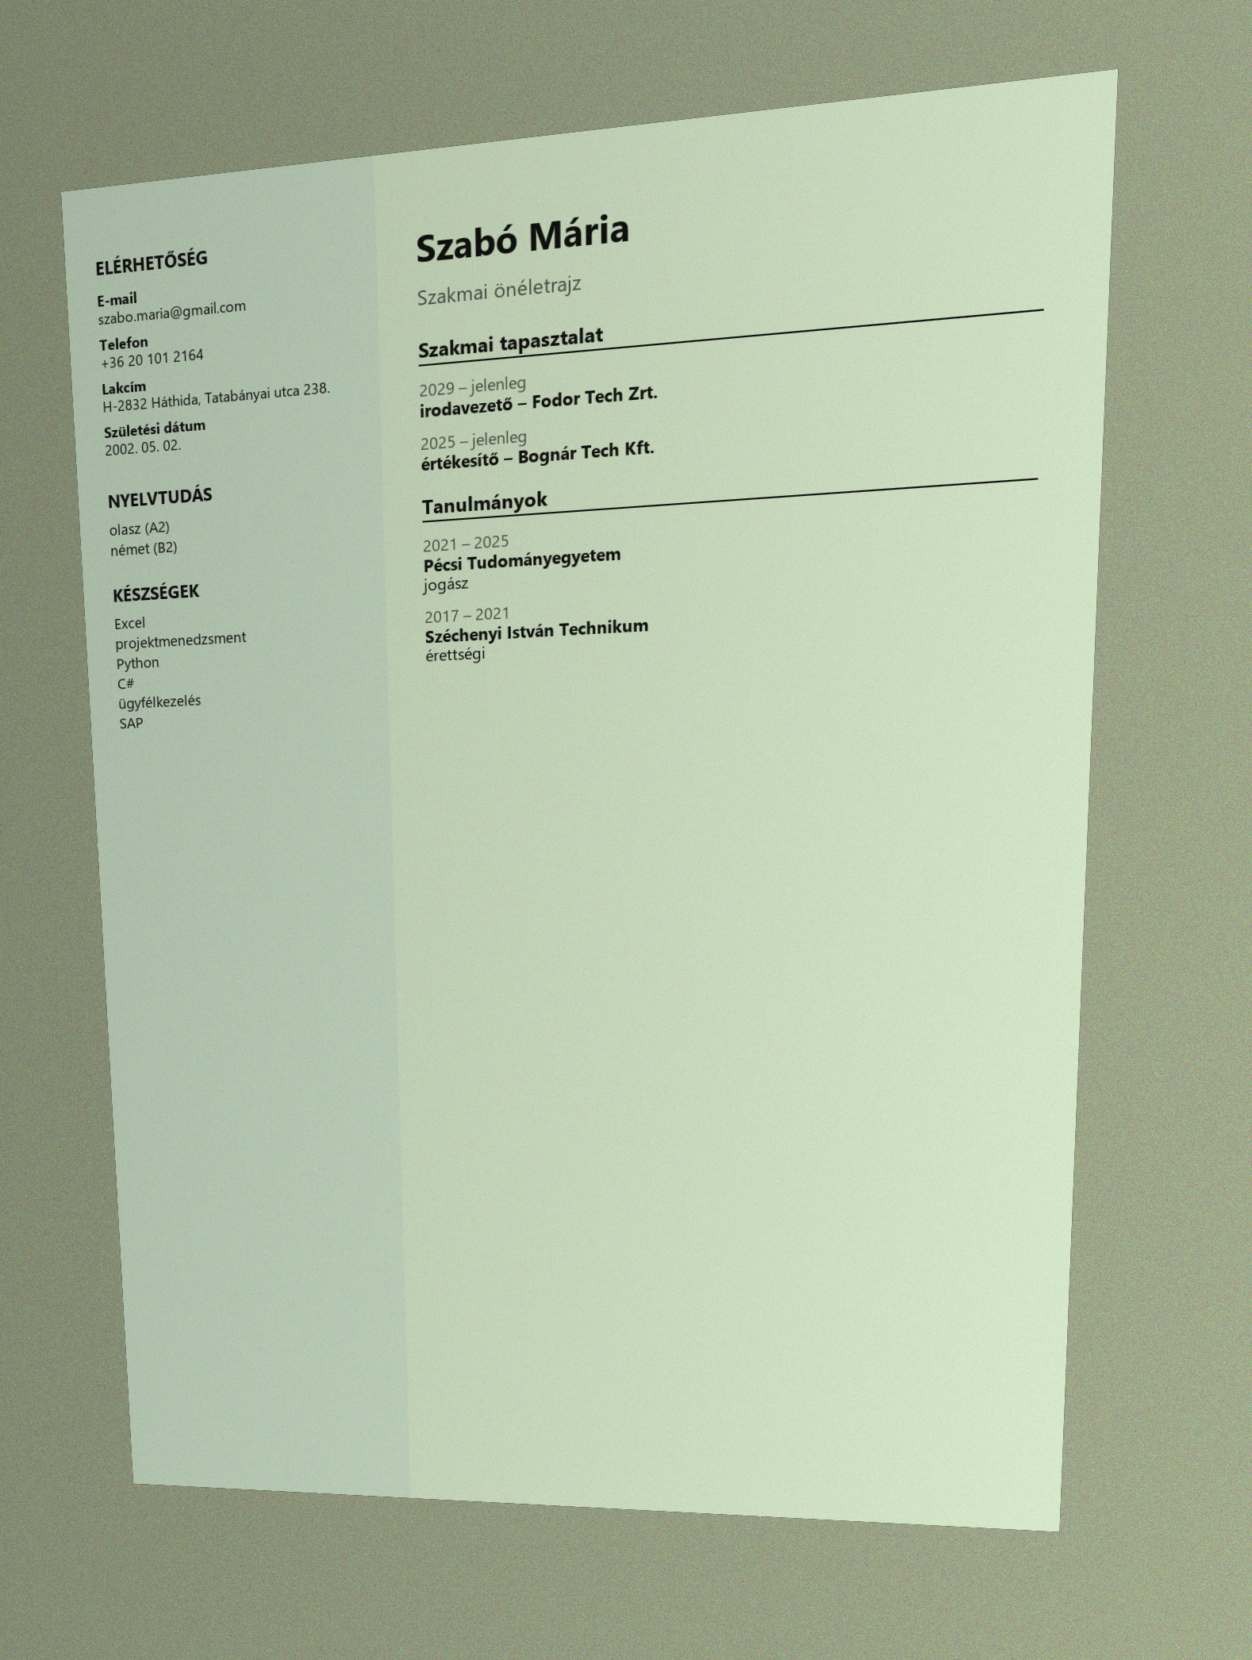 ELÉRHETŐSÉG
E-mail
szabo.maria@gmail.com
Telefon
+36 20 101 2164
Lakcím
H-2832 Háthida, Tatabányai utca 238.
Születési dátum
2002. 05. 02.
NYELVTUDÁS
olasz (A2)
német (B2)
KÉSZSÉGEK
Excel
projektmenedzsment
Python
C#
ügyfélkezelés
SAP
Szabó Mária
Szakmai önéletrajz
Szakmai tapasztalat
2029 – jelenleg
irodavezető – Fodor Tech Zrt.
2025 – jelenleg
értékesítő – Bognár Tech Kft.
Tanulmányok
2021 – 2025
Pécsi Tudományegyetem
jogász
2017 – 2021
Széchenyi István Technikum
érettségi